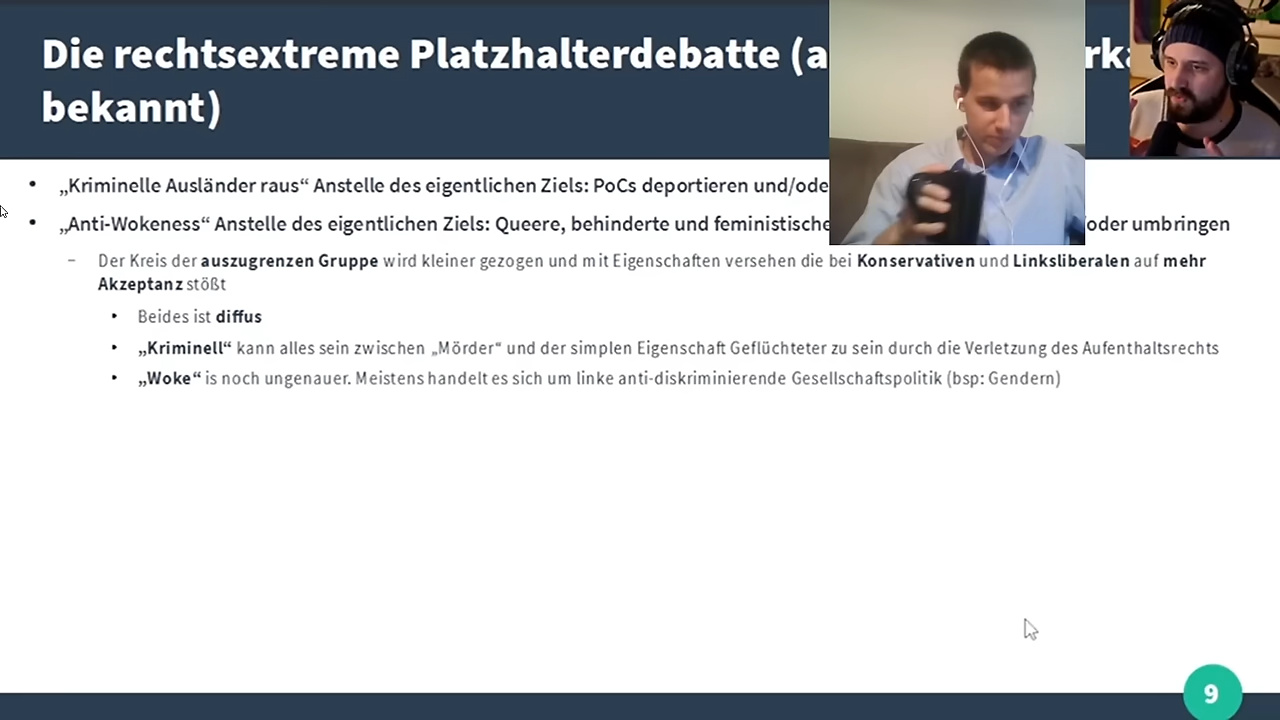 Die rechtsextreme Platzhalterdebatte (a
bekannt)
• „Kriminelle Ausländer raus“ Anstelle des eigentlichen Ziels: PoCs deportieren und/ode
• „Anti-Wokeness“ Anstelle des eigentlichen Ziels: Queere, behinderte und feministische oder umbringen
– Der Kreis der auszugrenzen Gruppe wird kleiner gezogen und mit Eigenschaften versehen die bei Konservativen und Linksliberalen auf mehr
Akzeptanz stößt
• Beides ist diffus
• „Kriminell“ kann alles sein zwischen „Mörder“ und der simplen Eigenschaft Geflüchteter zu sein durch die Verletzung des Aufenthaltsrechts
• „Woke“ is noch ungenauer. Meistens handelt es sich um linke anti-diskriminierende Gesellschaftspolitik (bsp: Gendern)
9